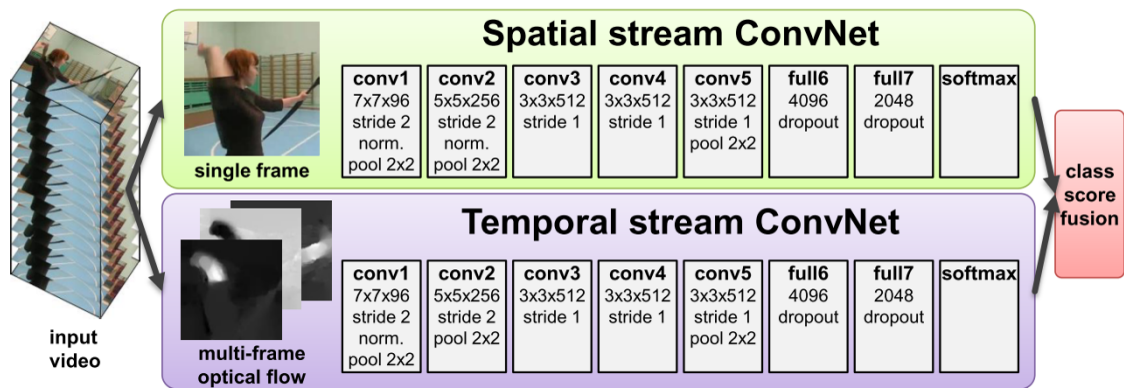 Spatial stream ConvNet
single frame
conv1
7x7x96
stride 2
norm.
pool 2x2
conv2
5x5x256
stride 2
norm.
pool 2x2
conv3
3x3x512
stride 1
conv4
3x3x512
stride 1
conv5
3x3x512
stride 1
pool 2x2
full6
4096
dropout
full7
2048
dropout
softmax
Temporal stream ConvNet
input
video
multi-frame
optical flow
conv1
7x7x96
stride 2
norm.
pool 2x2
conv2
5x5x256
stride 2
pool 2x2
conv3
3x3x512
stride 1
conv4
3x3x512
stride 1
conv5
3x3x512
stride 1
pool 2x2
full6
4096
dropout
full7
2048
dropout
softmax
class
score
fusion